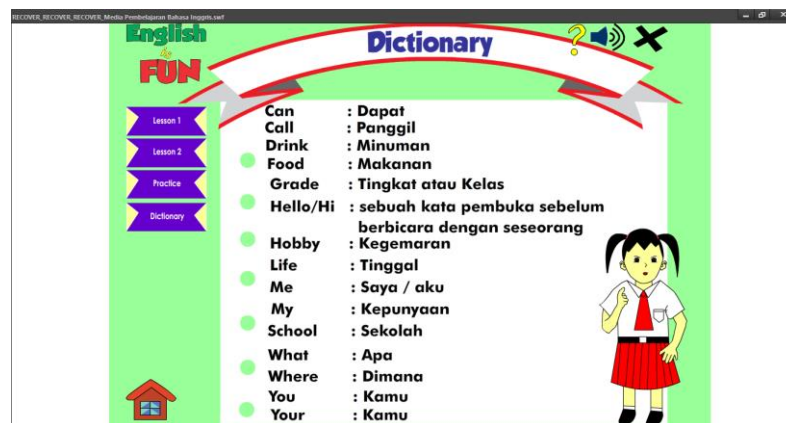 RECOVER_RECOVER_RECOVER_Media Pembelajaran Bahasa Inggris.swf
English is FUN
Dictionary
Lesson 1
Lesson 2
Practice
Dictionary
Can : Dapat
Call : Panggil
Drink : Minuman
Food : Makanan
Grade : Tingkat atau Kelas
Hello/Hi : sebuah kata pembuka sebelum
berbicara dengan seseorang
Hobby : Kegemaran
Life : Tinggal
Me : Saya / aku
My : Kepunyaan
School : Sekolah
What : Apa
Where : Dimana
You : Kamu
Your : Kamu